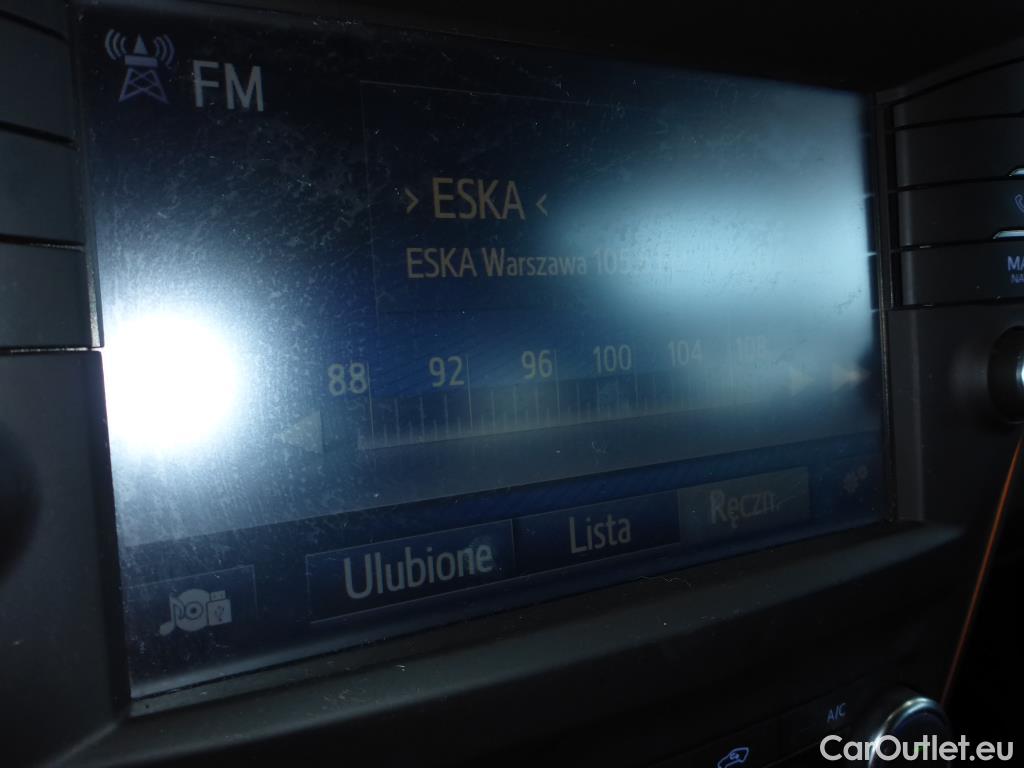 FM
> ESKA <
ESKA Warszawa
88 92 96 100 104 108
Ulubione Lista Ręczn.
A/C
CarOutlet.eu